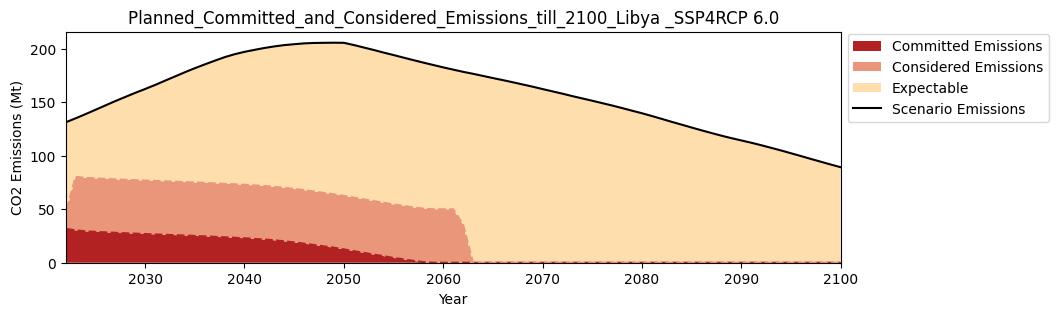 Planned_Committed_and_Considered_Emissions_till_2100_Libya _SSP4RCP 6.0
CO2 Emissions (Mt)
200
150
100
50
0
2030 2040 2050 2060 2070 2080 2090 2100
Year
Committed Emissions
Considered Emissions
Expectable
Scenario Emissions